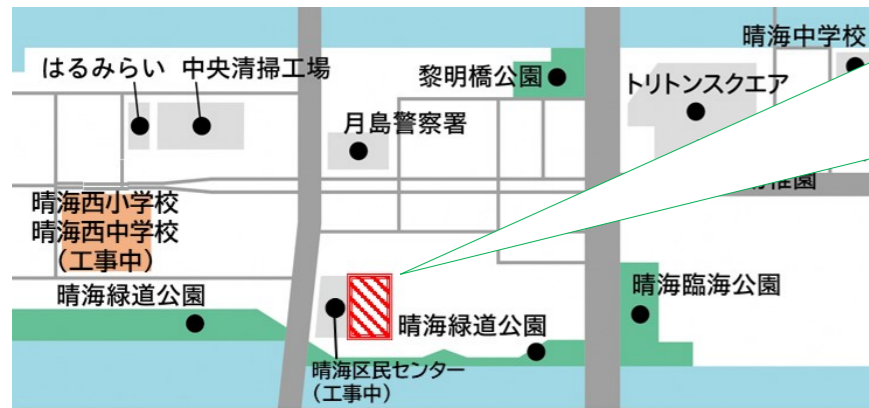 晴海中学校
はるみらい
中央清掃工場
黎明橋公園
トリトンスクエア
月島警察署
晴海西小学校
晴海西中学校
(工事中)
晴海緑道公園
晴海臨海公園
晴海緑道公園
晴海区民センター
(工事中)